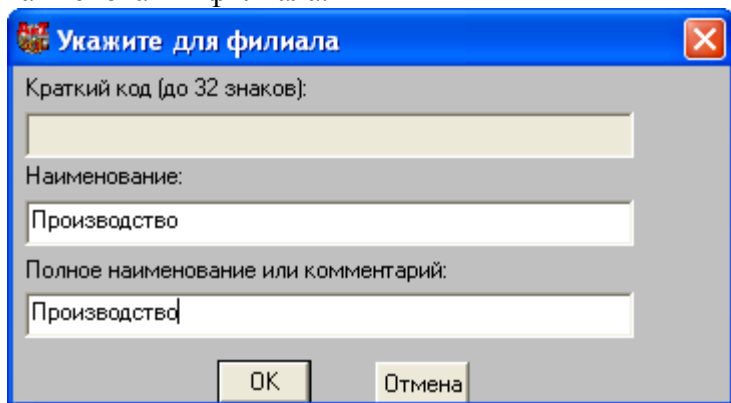 Укажите для филиала
Краткий код (до 32 знаков):
Наименование:
Производство
Полное наименование или комментарий:
Производство
OK
Отмена